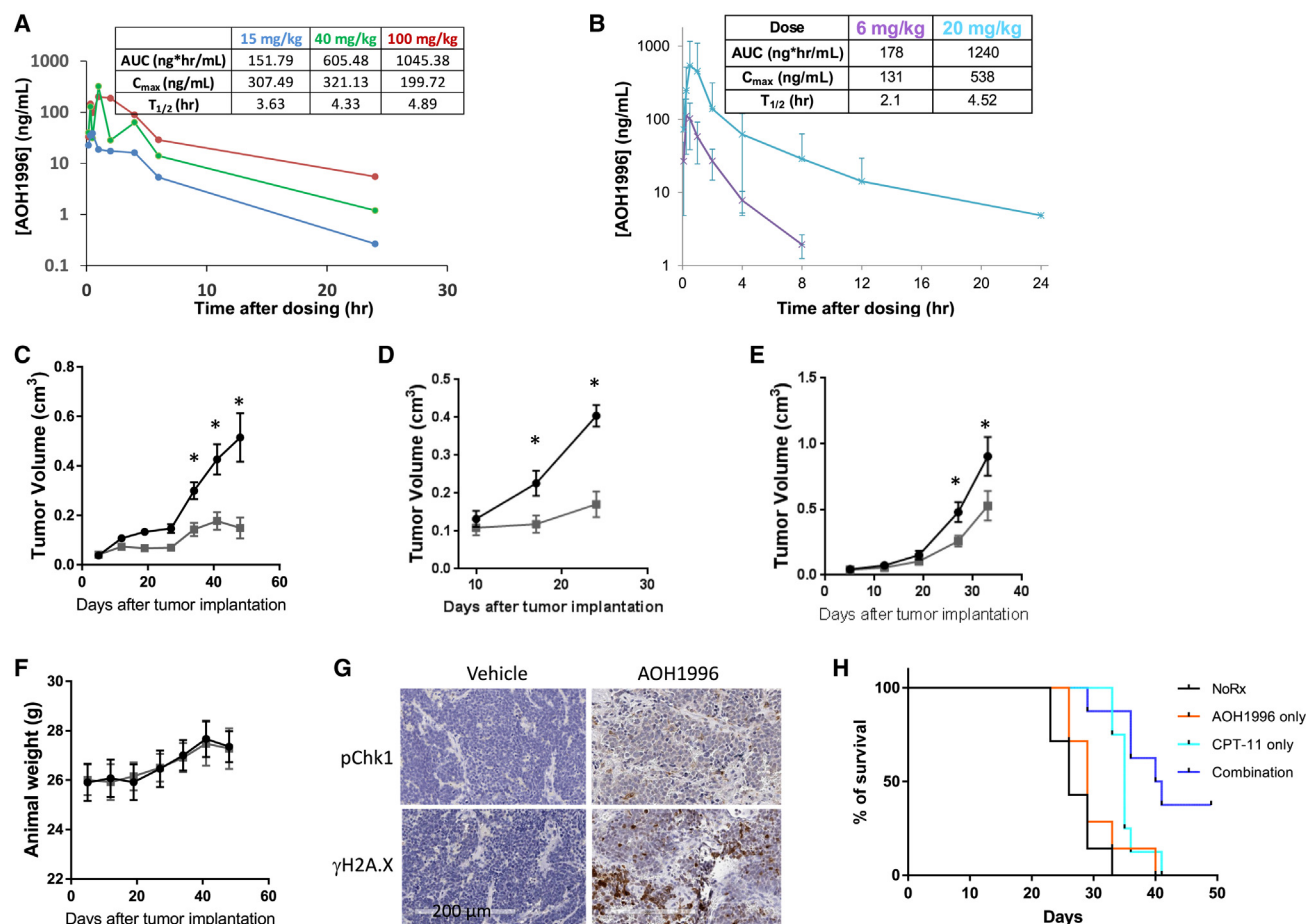 A
15 mg/kg 40 mg/kg 100 mg/kg
AUC (ng*hr/mL) 151.79 605.48 1045.38
Cmax (ng/mL) 307.49 321.13 199.72
T1/2 (hr) 3.63 4.33 4.89
[AOH1996] (ng/mL)
1000
100
10
1
0.1
0 10 20 30
Time after dosing (hr)
B
Dose 6 mg/kg 20 mg/kg
AUC (ng*hr/mL) 178 1240
Cmax (ng/mL) 131 538
T1/2 (hr) 2.1 4.52
[AOH1996] (ng/mL)
1000
100
10
1
0 4 8 12 16 20 24
Time after dosing (hr)
C
Tumor Volume (cm³)
0.8
0.6
0.4
0.2
0.0
* * *
0 20 40 60
Days after tumor implantation
D
Tumor Volume (cm³)
0.5
0.4
0.3
0.2
0.1
0.0
* *
10 20 30
Days after tumor implantation
E
Tumor Volume (cm³)
1.5
1.0
0.5
0.0
* *
0 10 20 30 40
Days after tumor implantation
F
Animal weight (g)
30
28
26
24
22
0 20 40 60
Days after tumor implantation
G
Vehicle AOH1996
pChk1
γH2A.X
200 µm
H
% of survival
100
50
0
0 10 20 30 40 50
Days
NoRx
AOH1996 only
CPT-11 only
Combination